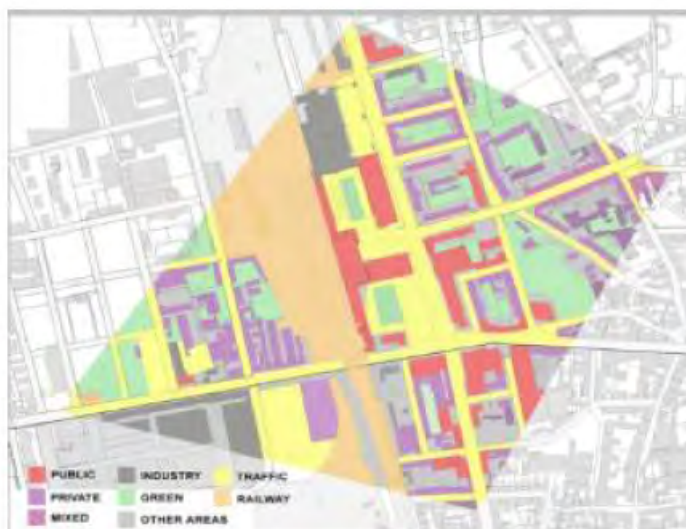 PUBLIC INDUSTRY TRAFFIC
PRIVATE GREEN RAILWAY
MIXED OTHER AREAS